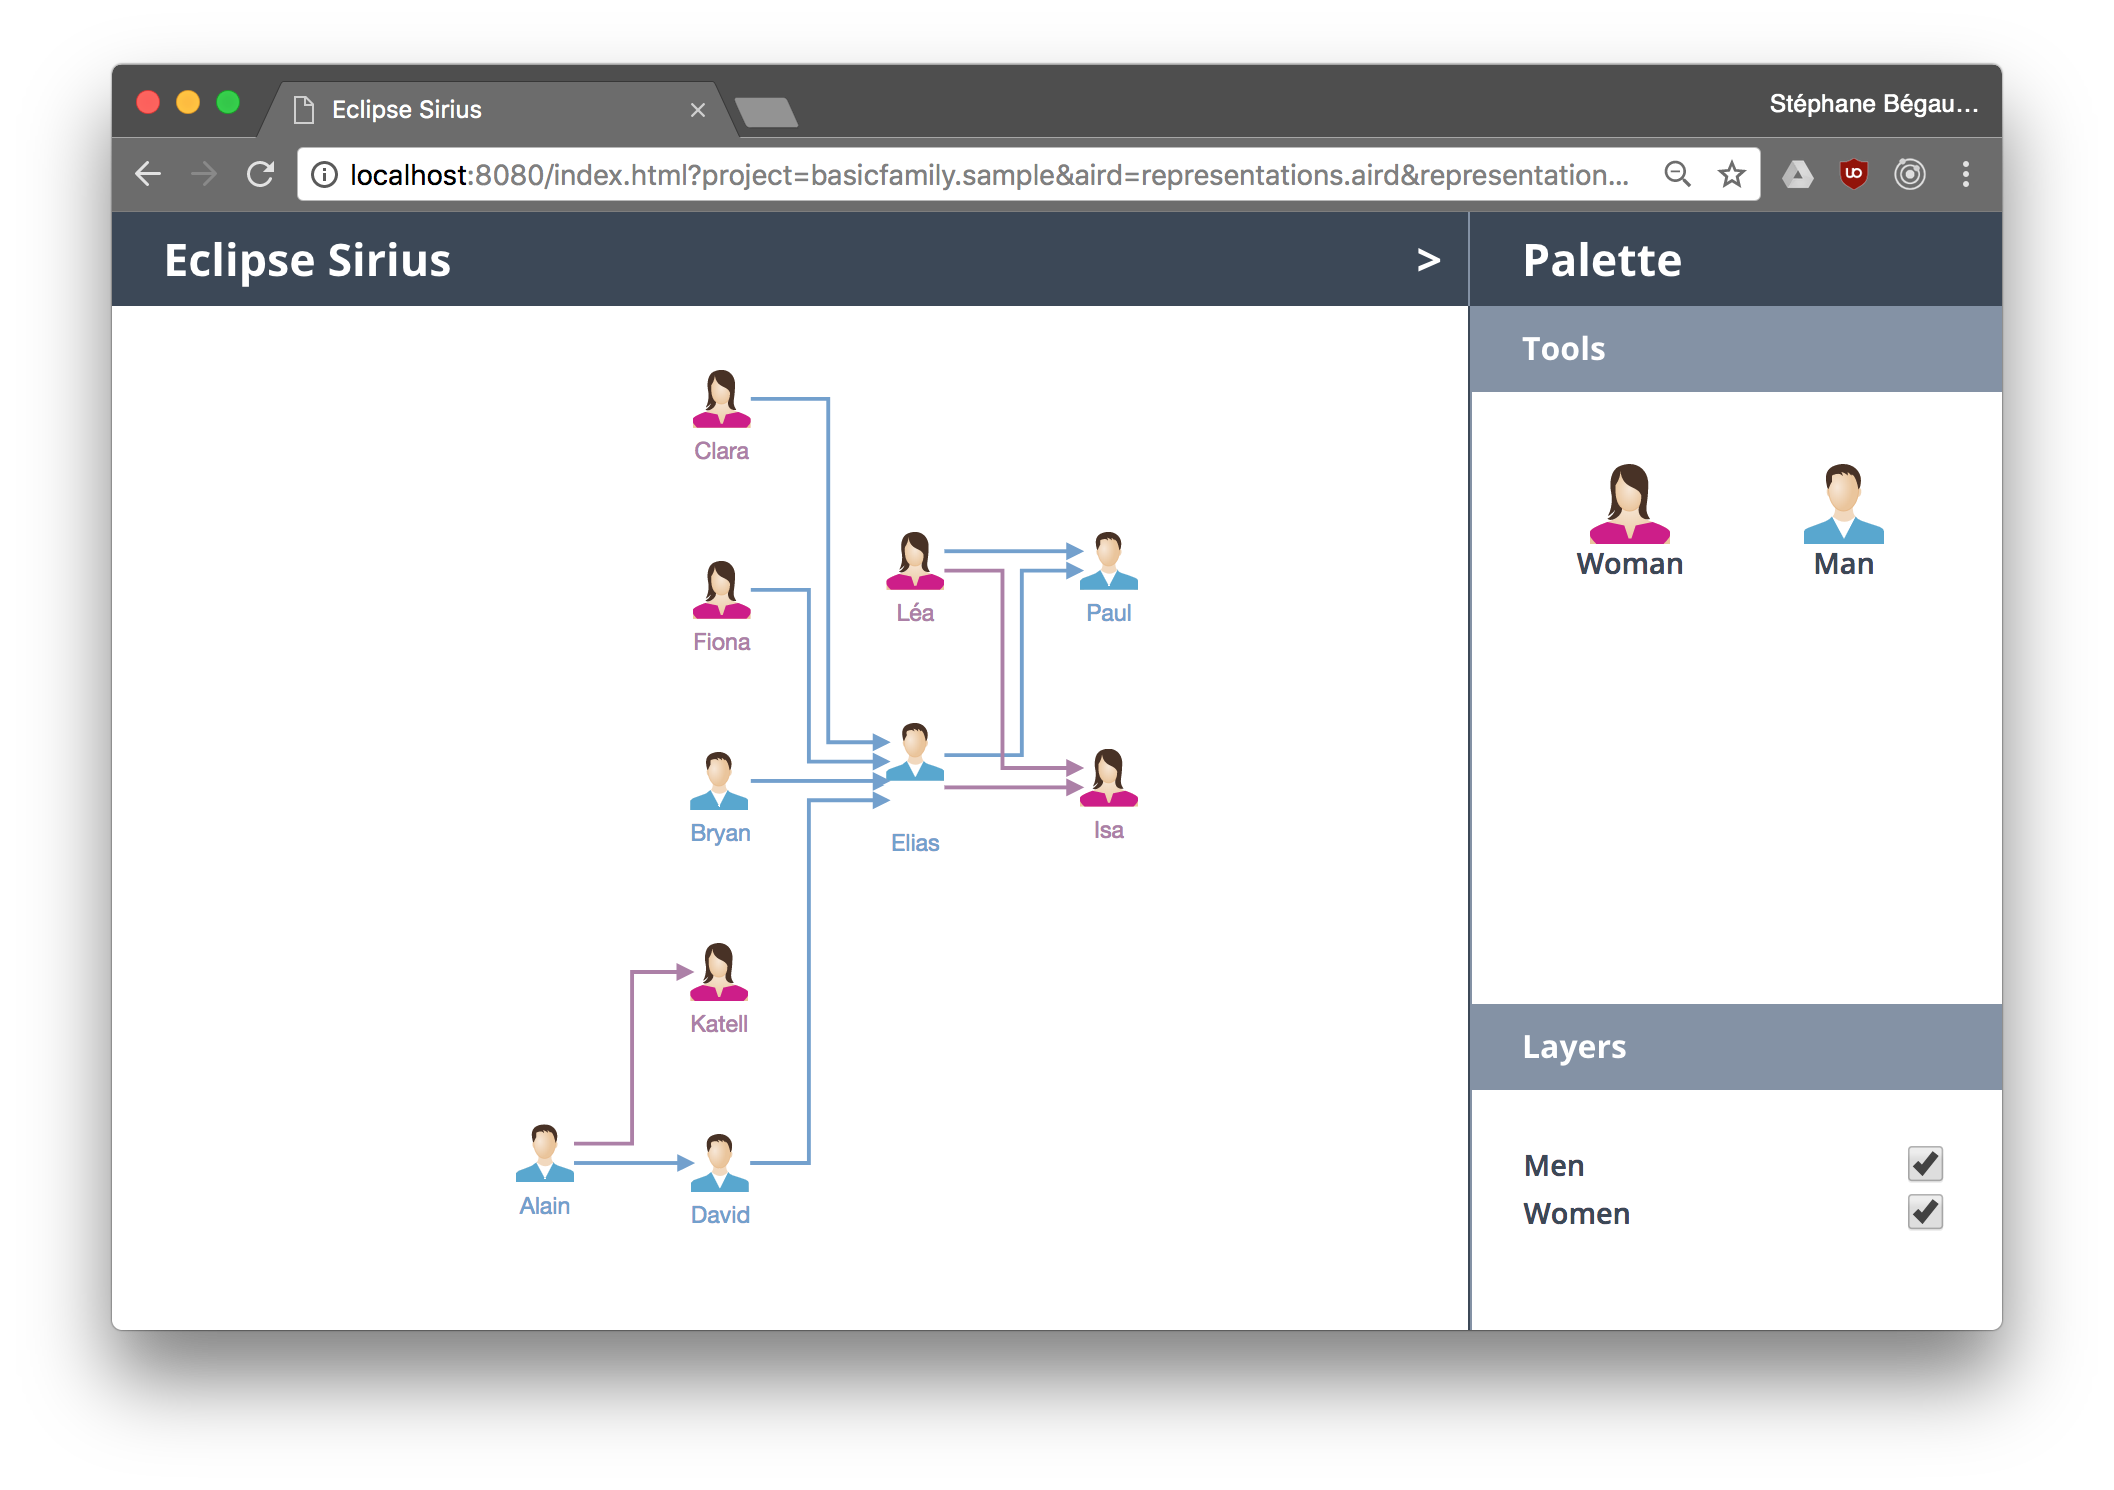 Eclipse Sirius
Stéphane Bégau...
localhost:8080/index.html?project=basicfamily.sample&aird=representations.aird&representation...
Eclipse Sirius
>
Palette
Tools
Woman
Man
Clara
Léa
Paul
Fiona
Bryan
Elias
Isa
Katell
Alain
David
Layers
Men
Women